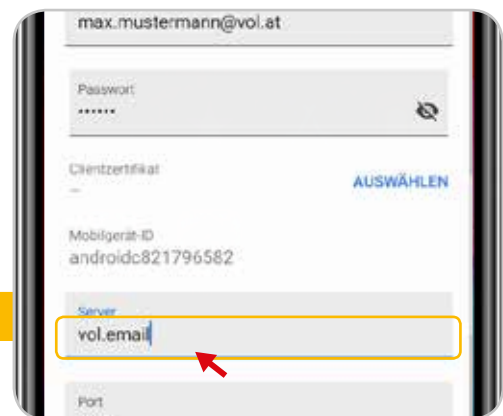 max.mustermann@vol.at
Passwort
••••••
Clientzertifikat
–
AUSWÄHLEN
Mobilgerät-ID
androidc821796582
Server
vol.email
Port